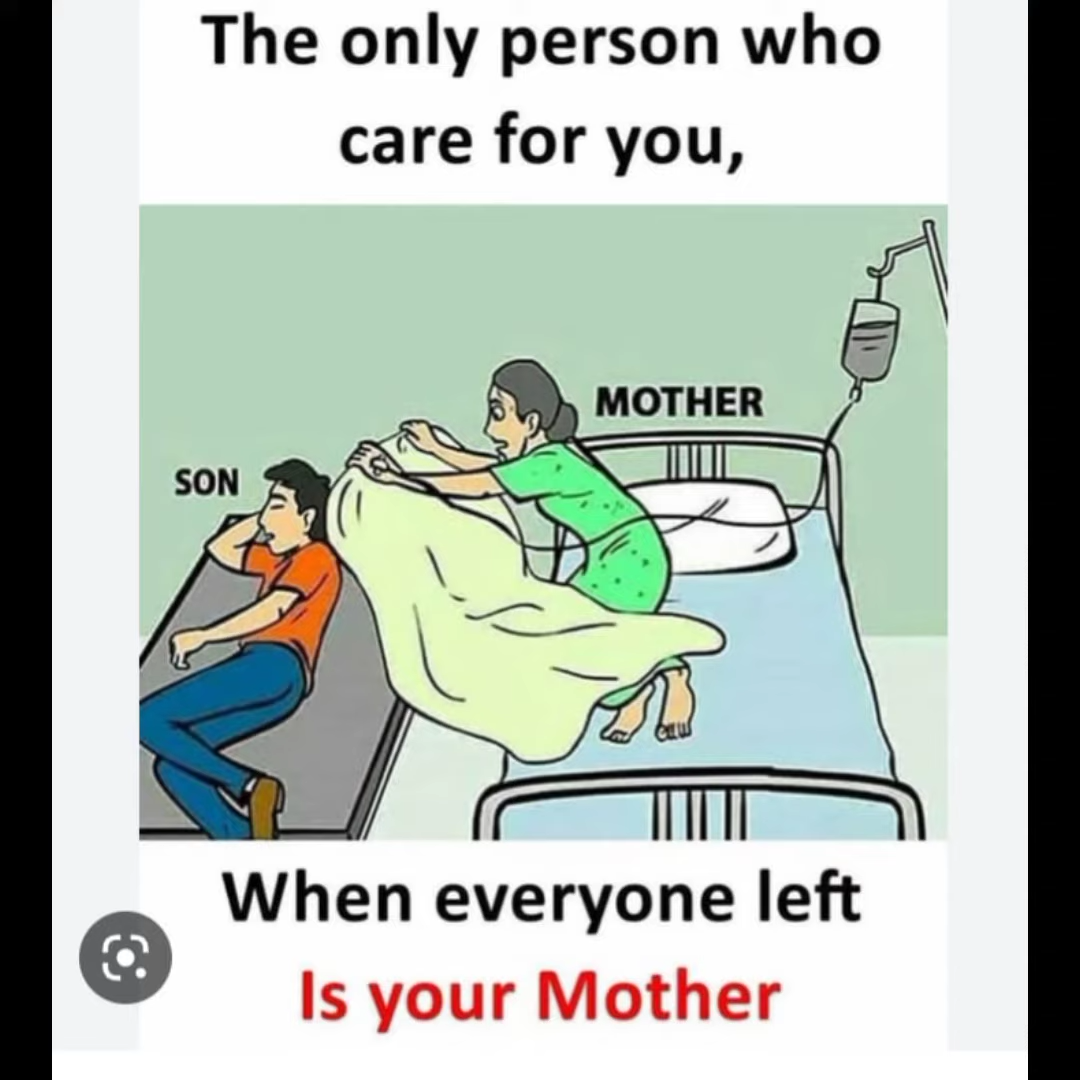 The only person who
care for you,
MOTHER
SON
When everyone left
Is your Mother